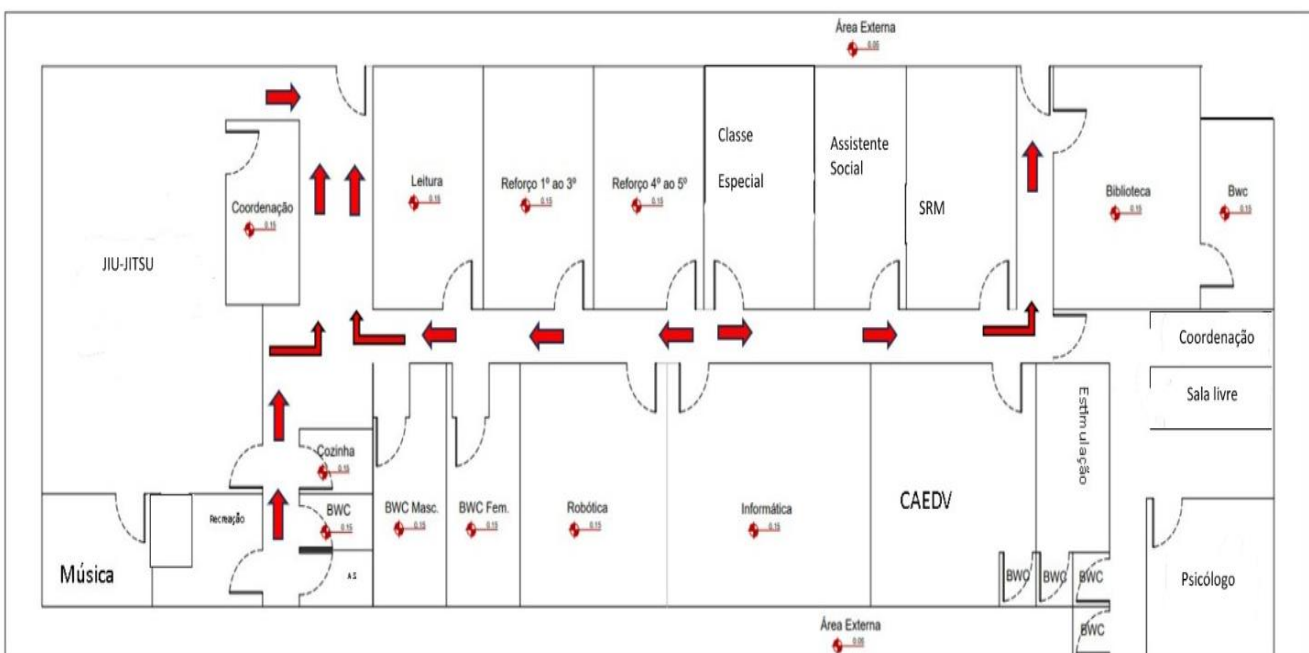 Área Externa
0.05
Classe
Especial
Assistente
Social
Leitura
0.15
Reforço 1º ao 3º
0.15
Reforço 4º ao 5º
0.15
SRM
Biblioteca
0.15
Bwc
0.15
Coordenação
0.15
JIU-JITSU
Coordenação
Sala livre
Estimulação
Cozinha
0.15
BWC
0.15
BWC Masc.
0.15
BWC Fem.
0.15
Robótica
0.15
Informática
0.15
CAEDV
Recreação
Música
A.S
BWC
BWC
BWC
BWC
Psicólogo
Área Externa
0.05